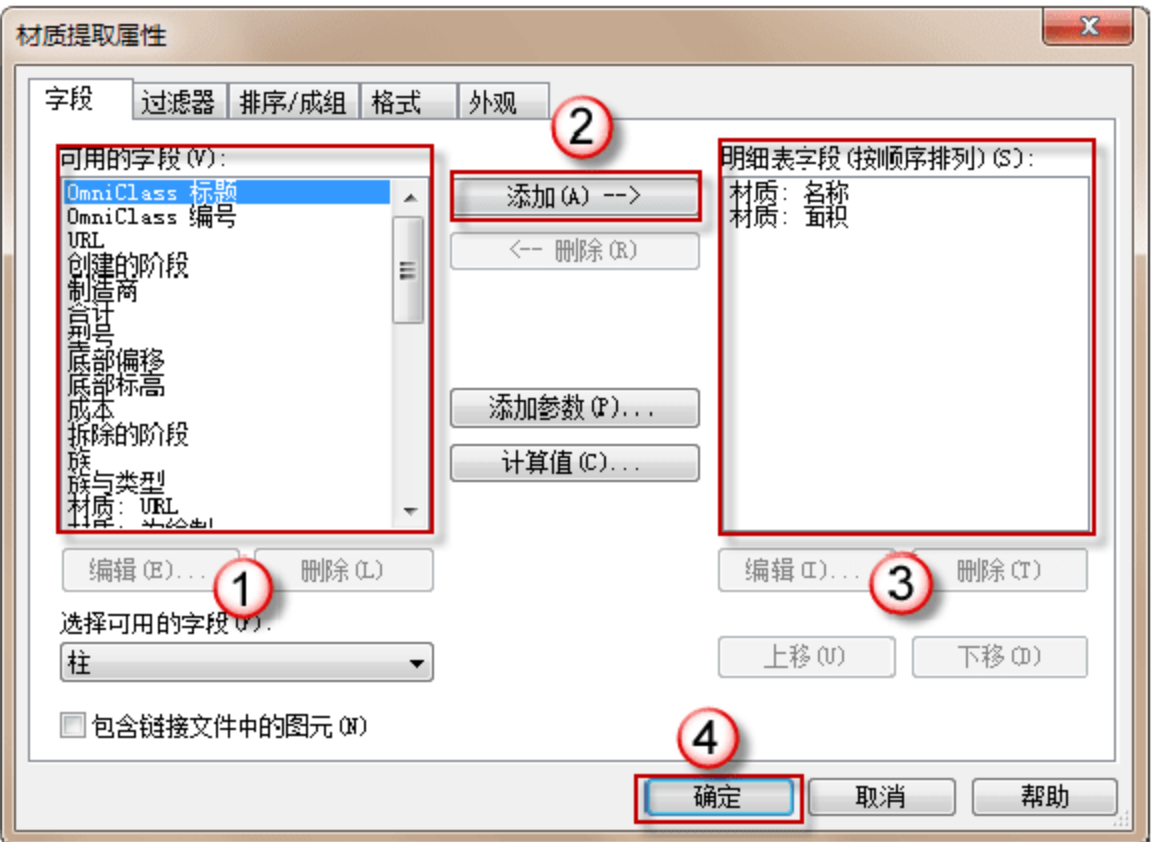 材质提取属性
字段 过滤器 排序/成组 格式 外观
可用的字段(V):
OmniClass 标题
OmniClass 编号
URL
创建的阶段
制造商
合计
型号
底部偏移
底部标高
成本
拆除的阶段
族
族与类型
材质: URL
编辑(E)...
删除(L)
1
选择可用的字段(F):
柱
包含链接文件中的图元(N)
2
添加(A) -->
<-- 删除(R)
添加参数(P)...
计算值(C)...
明细表字段(按顺序排列)(S):
材质: 名称
材质: 面积
编辑(I)...
删除(T)
3
上移(U)
下移(D)
4
确定
取消
帮助